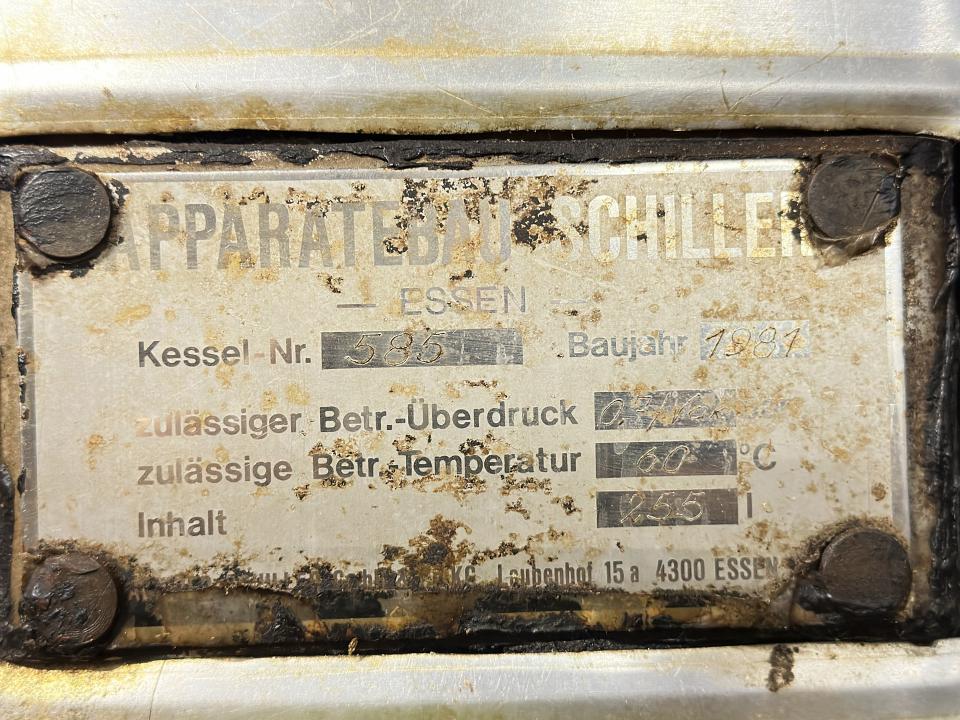 APPARATEBAU SCHILLER
— ESSEN —
Kessel-Nr. 585 Baujahr 1981
zulässiger Betr.-Überdruck
zulässige Betr.-Temperatur 60 °C
Inhalt 255 l
Laubenhof 15 a 4300 ESSEN